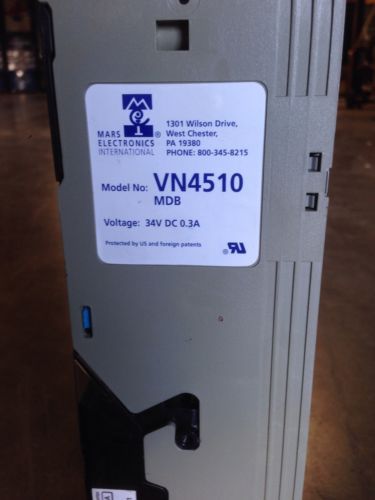 MEI
MARS
ELECTRONICS
INTERNATIONAL
®
1301 Wilson Drive,
West Chester,
PA 19380
PHONE: 800-345-8215
Model No: VN4510
MDB
Voltage: 34V DC 0.3A
Protected by US and foreign patents
®